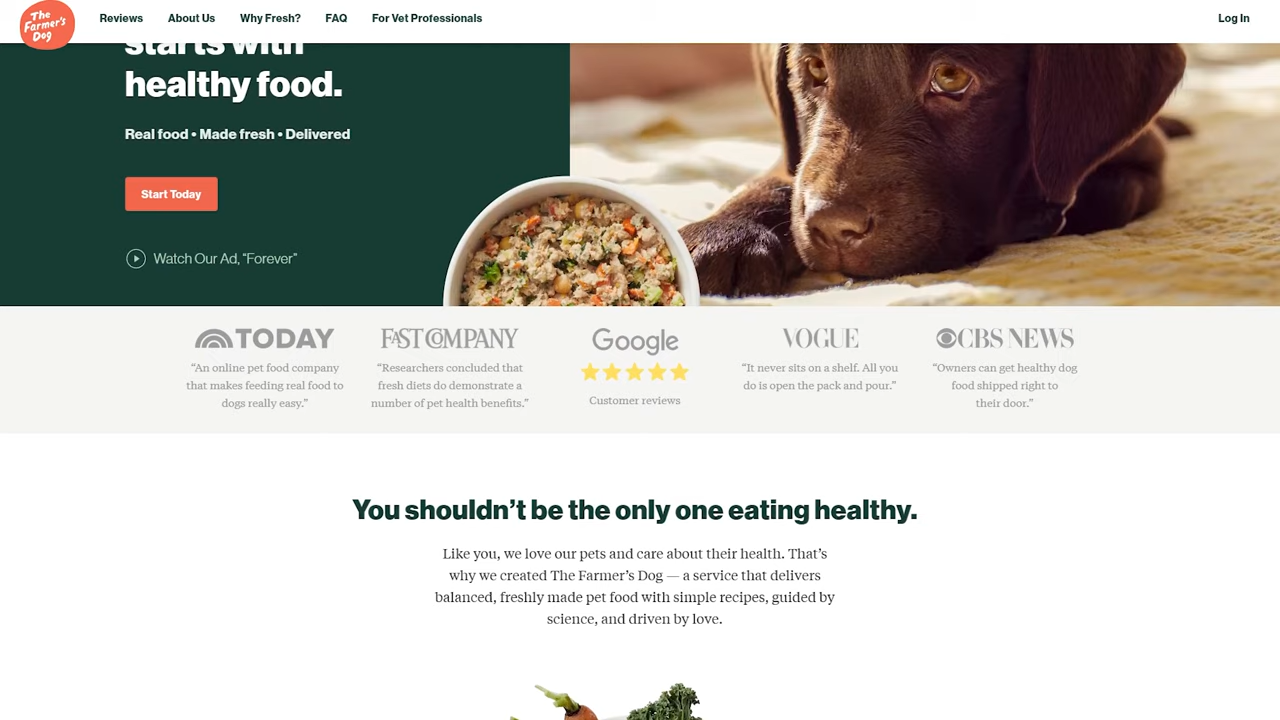 The
Farmer's
Dog
Reviews
About Us
Why Fresh?
FAQ
For Vet Professionals
Log In
starts with
healthy food.
Real food • Made fresh • Delivered
Start Today
Watch Our Ad, "Forever"
TODAY
“An online pet food company
that makes feeding real food to
dogs really easy.”
FAST COMPANY
“Researchers concluded that
fresh diets do demonstrate a
number of pet health benefits.”
Google
Customer reviews
VOGUE
“It never sits on a shelf. All you
do is open the pack and pour.”
CBS NEWS
“Owners can get healthy dog
food shipped right to
their door.”
You shouldn’t be the only one eating healthy.
Like you, we love our pets and care about their health. That’s
why we created The Farmer’s Dog — a service that delivers
balanced, freshly made pet food with simple recipes, guided by
science, and driven by love.